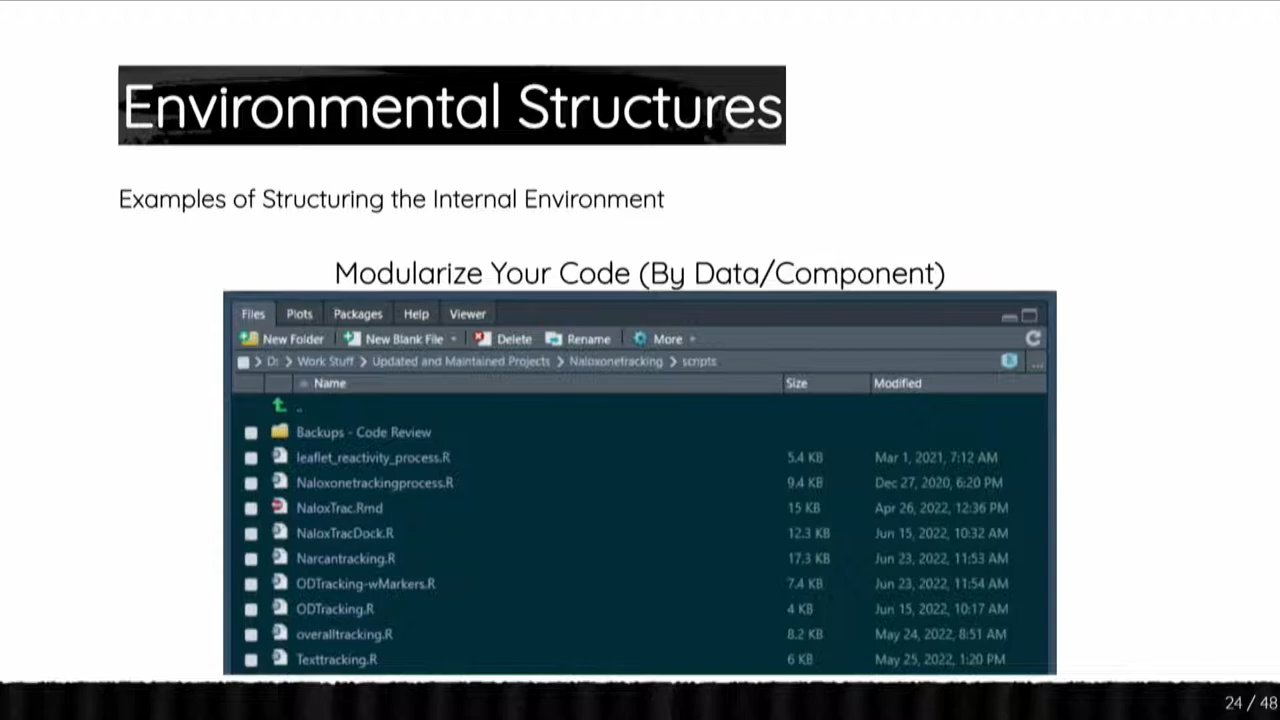 Environmental Structures
Examples of Structuring the Internal Environment
Modularize Your Code (By Data/Component)
Files Plots Packages Help Viewer
New Folder New Blank File Delete Rename More
D: > Work Stuff > Updated and Maintained Projects > Naloxonetracking > scripts ...
Name Size Modified
..
Backups - Code Review
leaflet_reactivity_process.R 5.4 KB Mar 1, 2021, 7:12 AM
Naloxonetrackingprocess.R 9.4 KB Dec 27, 2020, 6:20 PM
NaloxTrac.Rmd 15 KB Apr 26, 2022, 12:36 PM
NaloxTracDock.R 12.3 KB Jun 15, 2022, 10:32 AM
Narcantracking.R 17.3 KB Jun 23, 2022, 11:53 AM
ODTracking-wMarkers.R 7.4 KB Jun 23, 2022, 11:54 AM
ODTracking.R 4 KB Jun 15, 2022, 10:17 AM
overalltracking.R 8.2 KB May 24, 2022, 8:51 AM
Texttracking.R 6 KB May 25, 2022, 1:20 PM
24 / 48